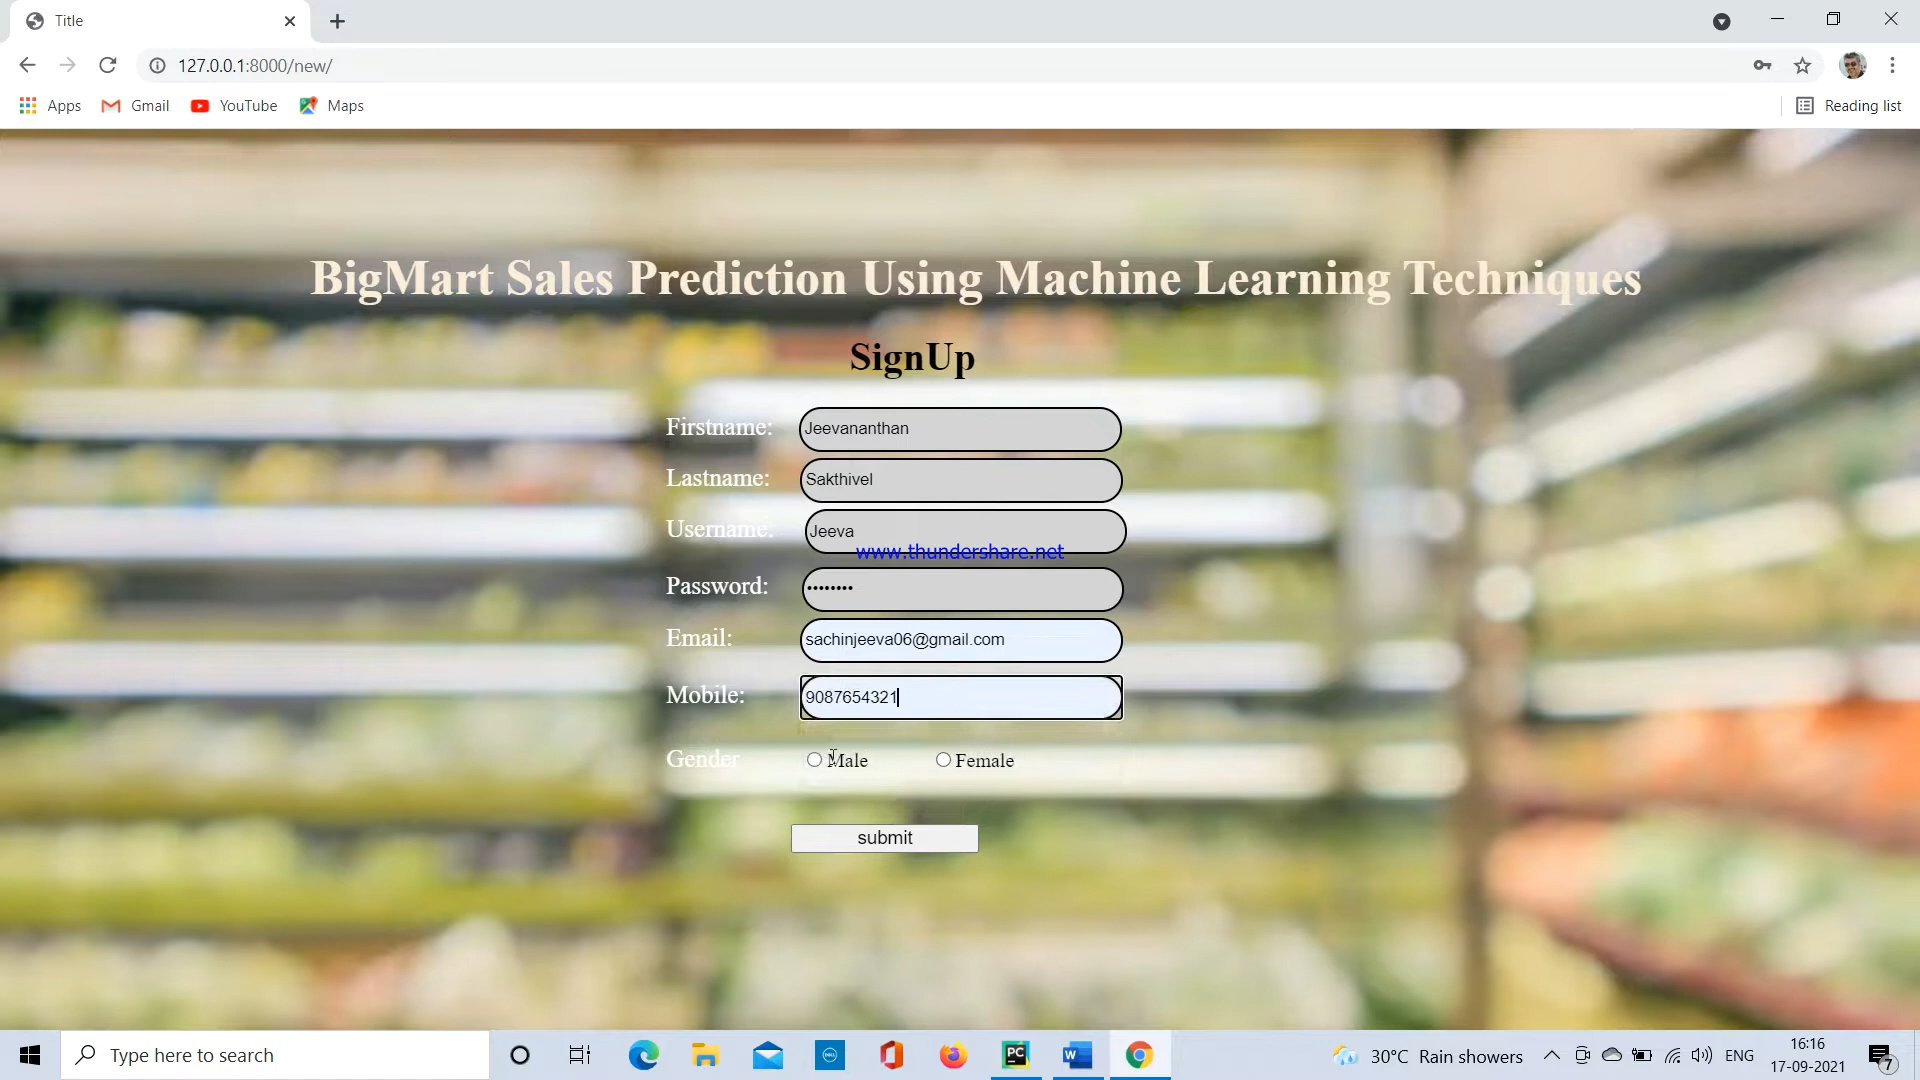 Title
127.0.0.1:8000/new/
Apps Gmail YouTube Maps Reading list
BigMart Sales Prediction Using Machine Learning Techniques
SignUp
Firstname: Jeevananthan
Lastname: Sakthivel
Username: Jeeva
www.thundershare.net
Password: ••••••••
Email: sachinjeeva06@gmail.com
Mobile: 9087654321
Gender Male Female
submit
Type here to search
PC
W
30°C Rain showers
ENG
16:16
17-09-2021
7